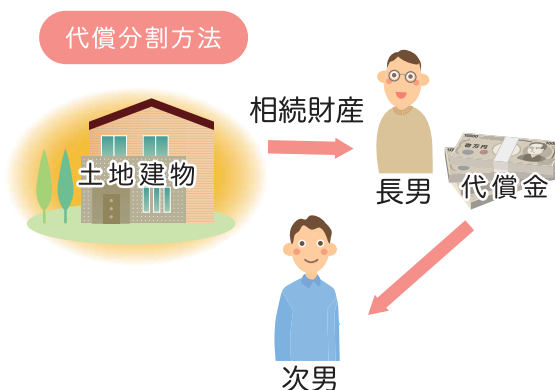 代償分割方法
相続財産
土地建物
長男
代償金
次男